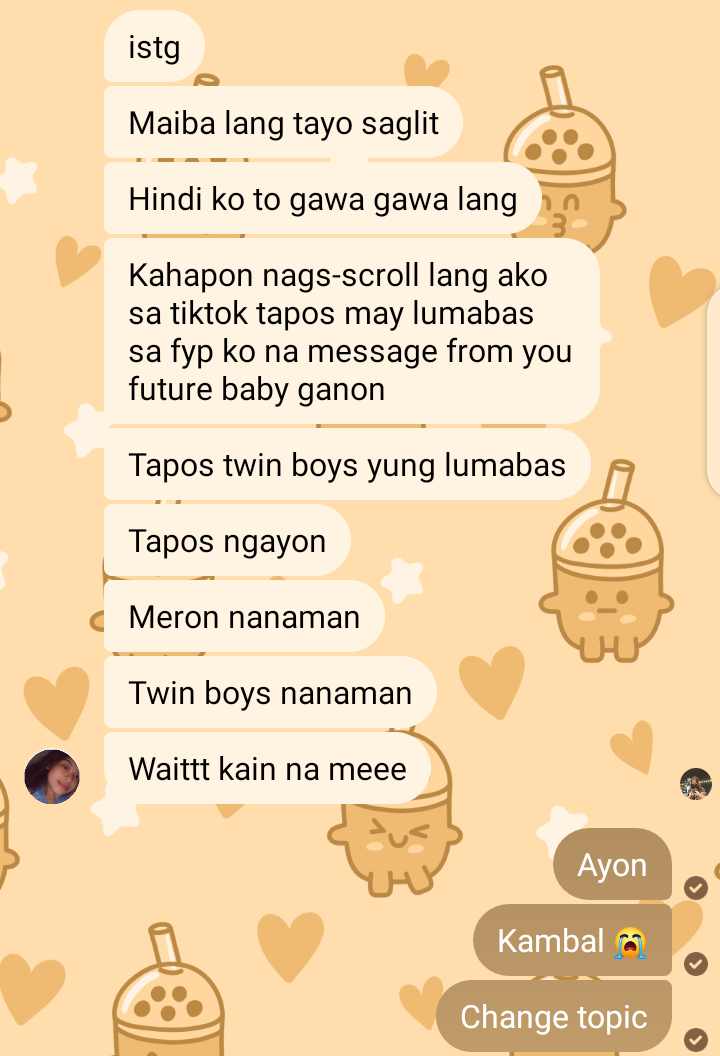 istg
Maiba lang tayo saglit
Hindi ko to gawa gawa lang
Kahapon nags-scroll lang ako
sa tiktok tapos may lumabas
sa fyp ko na message from you
future baby ganon
Tapos twin boys yung lumabas
Tapos ngayon
Meron nanaman
Twin boys nanaman
Waittt kain na meee
Ayon
Kambal 😭
Change topic